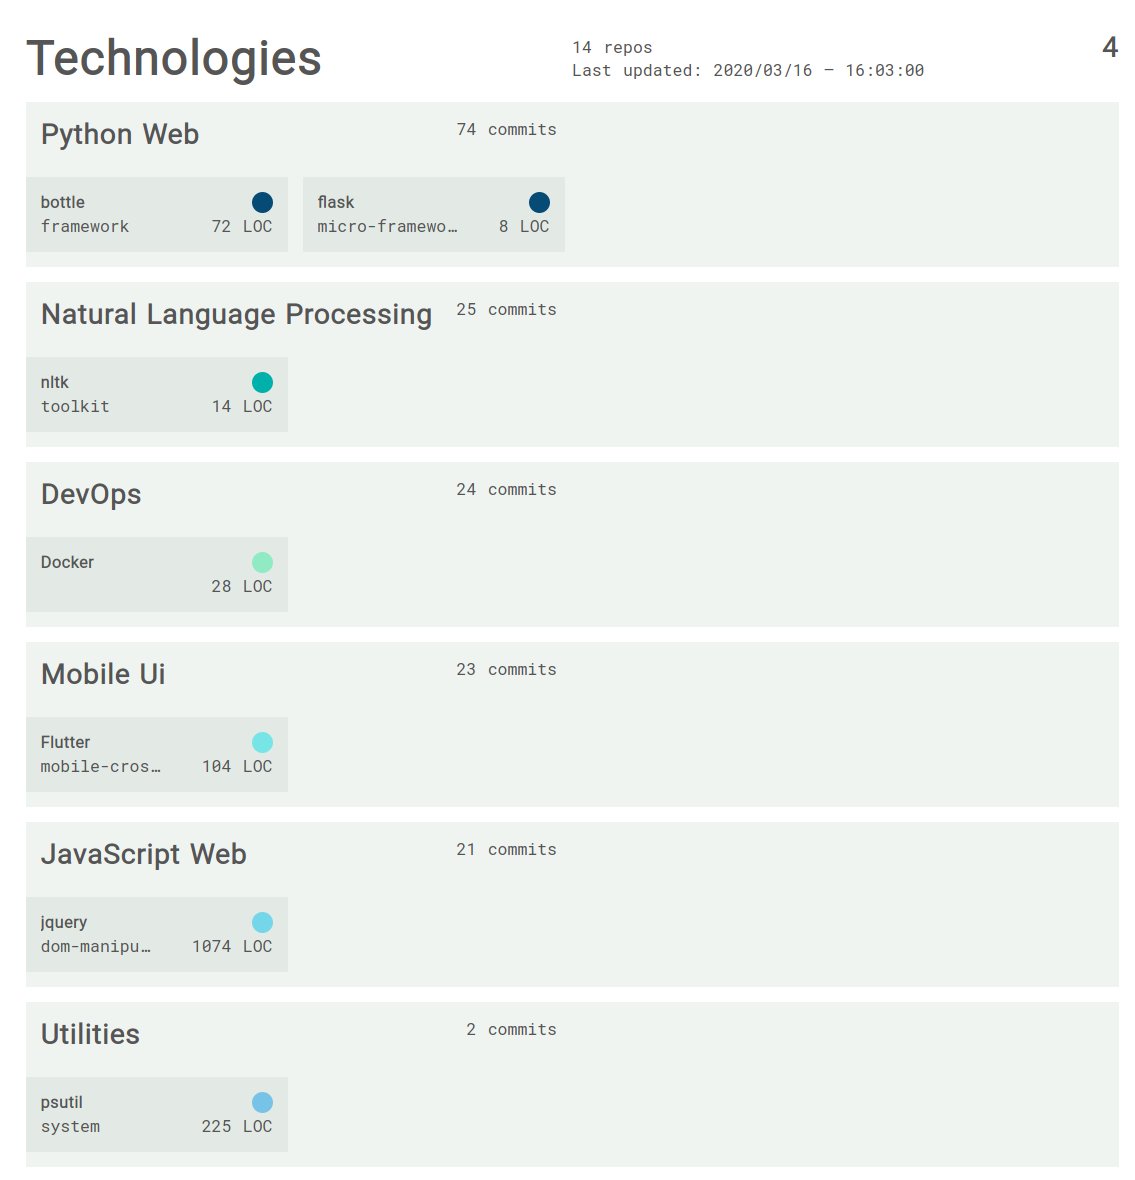 Technologies
14 repos
Last updated: 2020/03/16 – 16:03:00
4
Python Web
74 commits
bottle
framework 72 LOC
flask
micro-framewo… 8 LOC
Natural Language Processing
25 commits
nltk
toolkit 14 LOC
DevOps
24 commits
Docker
28 LOC
Mobile Ui
23 commits
Flutter
mobile-cros… 104 LOC
JavaScript Web
21 commits
jquery
dom-manipu… 1074 LOC
Utilities
2 commits
psutil
system 225 LOC